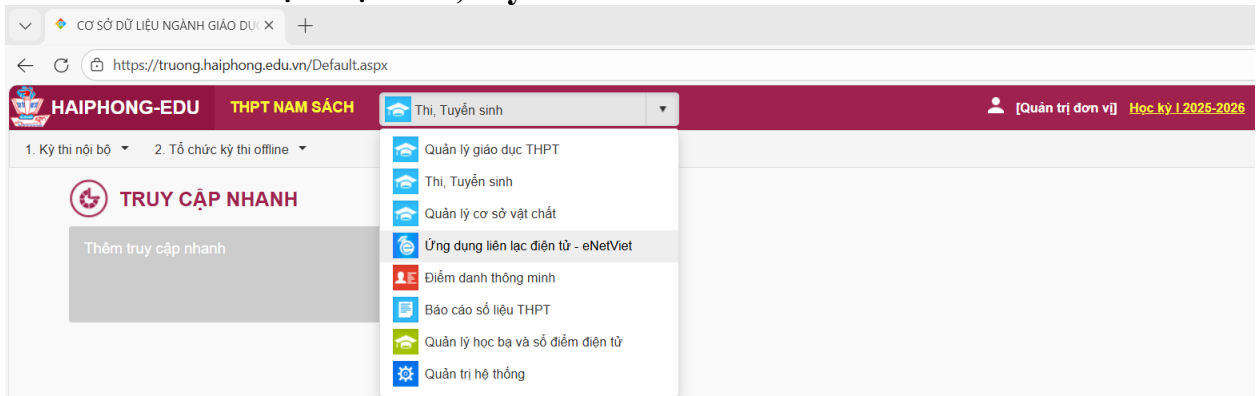 CƠ SỞ DỮ LIỆU NGÀNH GIÁO DỤC
https://truong.haiphong.edu.vn/Default.aspx
HAIPHONG-EDU THPT NAM SÁCH Thi, Tuyển sinh [Quản trị đơn vị] Học kỳ I 2025-2026
1. Kỳ thi nội bộ 2. Tổ chức kỳ thi offline
TRUY CẬP NHANH
Thêm truy cập nhanh
Quản lý giáo dục THPT
Thi, Tuyển sinh
Quản lý cơ sở vật chất
Ứng dụng liên lạc điện tử - eNetViet
Điểm danh thông minh
Báo cáo số liệu THPT
Quản lý học bạ và sổ điểm điện tử
Quản trị hệ thống